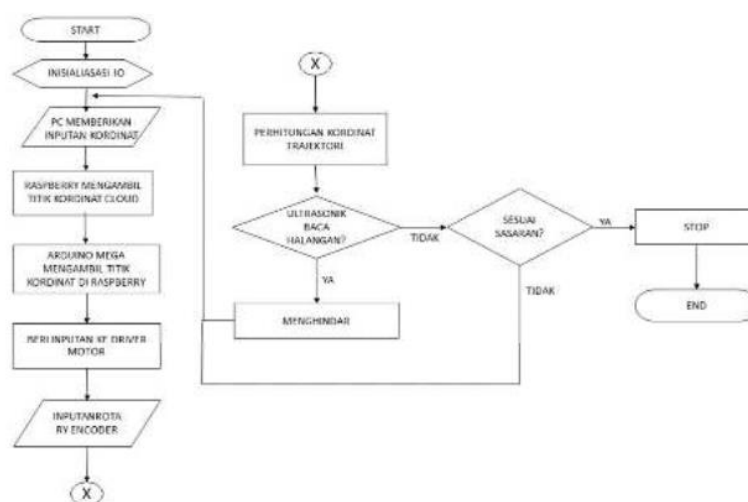 START
INISIALIASASI IO
PC MEMBERIKAN
INPUTAN KORDINAT
RASPBERRY MENGAMBIL
TITIK KORDINAT CLOUD
ARDUINO MEGA
MENGAMBIL TITIK
KORDINAT DI RASPBERRY
BERI INPUTAN KE DRIVER
MOTOR
INPUTANROTA
RY ENCODER
X
X
PERHITUNGAN KORDINAT
TRAJEKTORI
ULTRASONIK
BACA
HALANGAN?
TIDAK
YA
MENGHINDAR
SESUAI
SASARAN?
YA
TIDAK
STOP
END